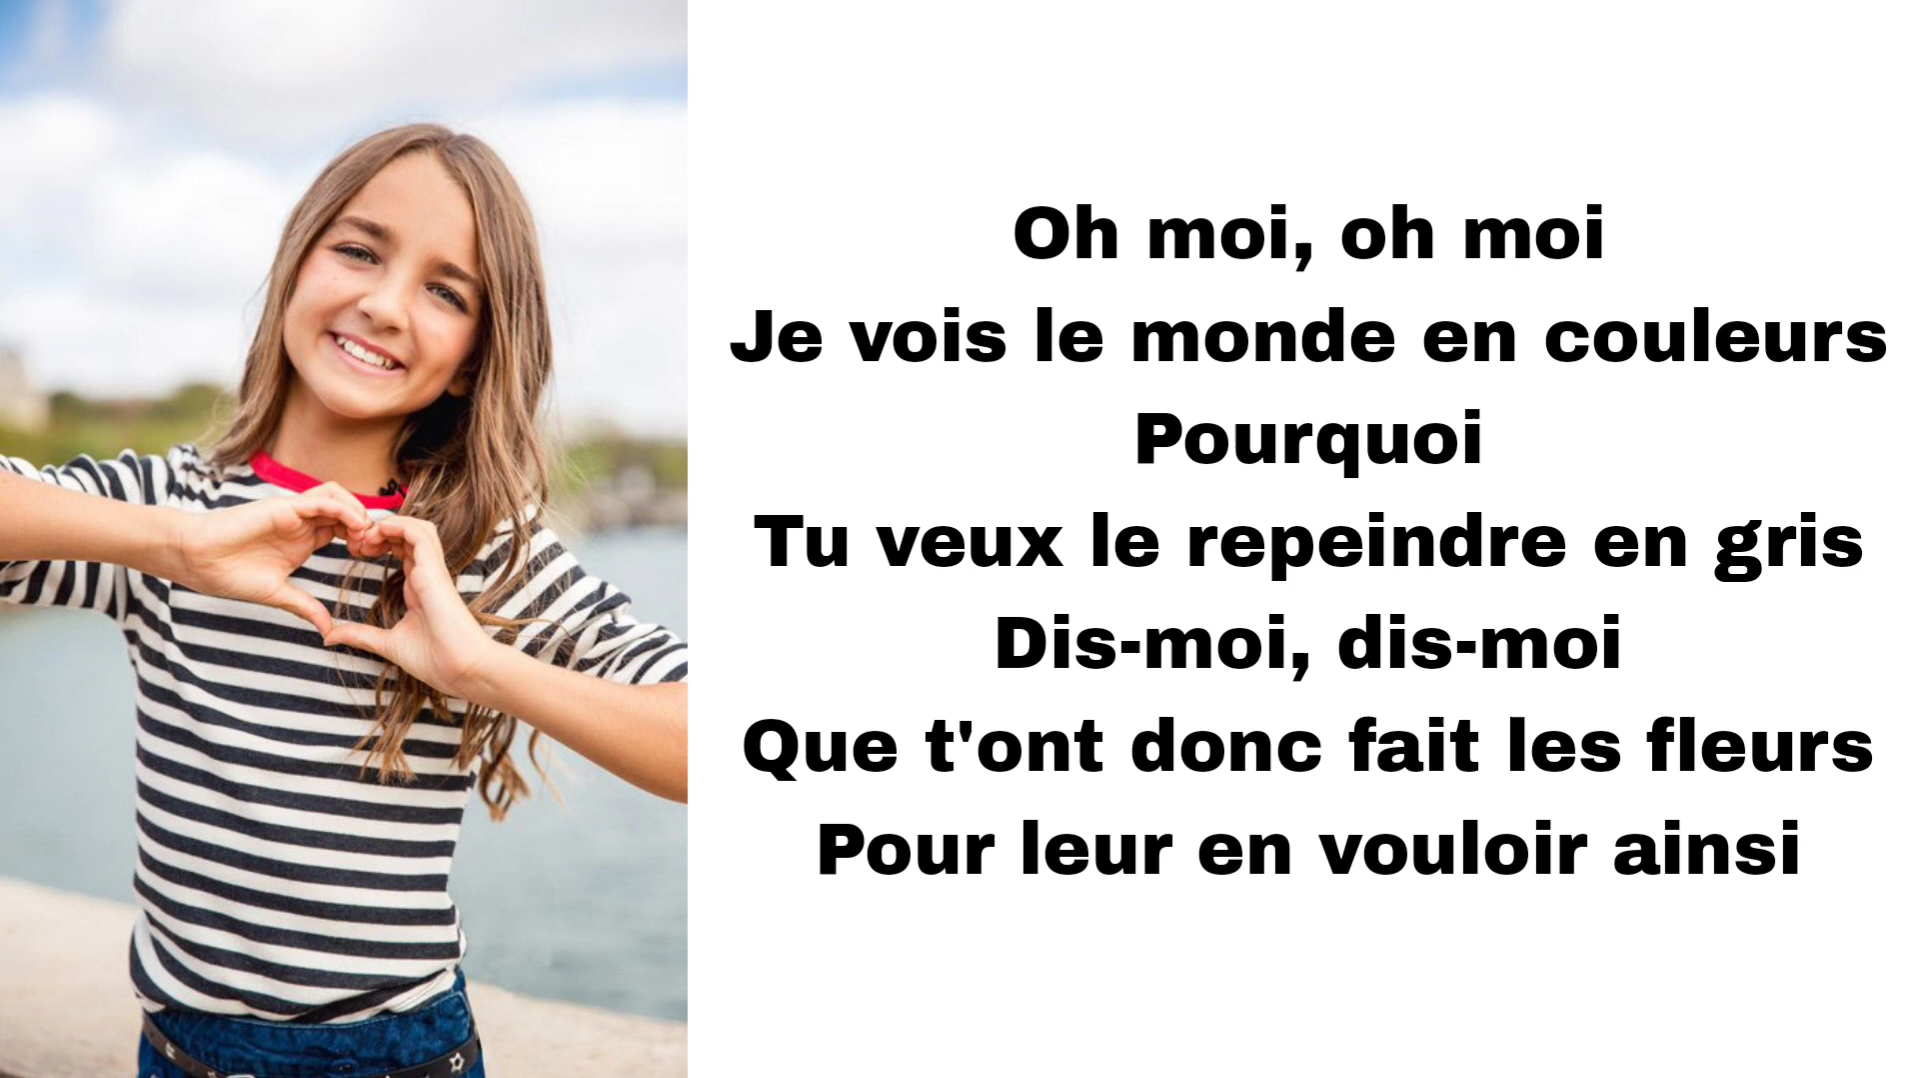 Oh moi, oh moi
Je vois le monde en couleurs
Pourquoi
Tu veux le repeindre en gris
Dis-moi, dis-moi
Que t'ont donc fait les fleurs
Pour leur en vouloir ainsi